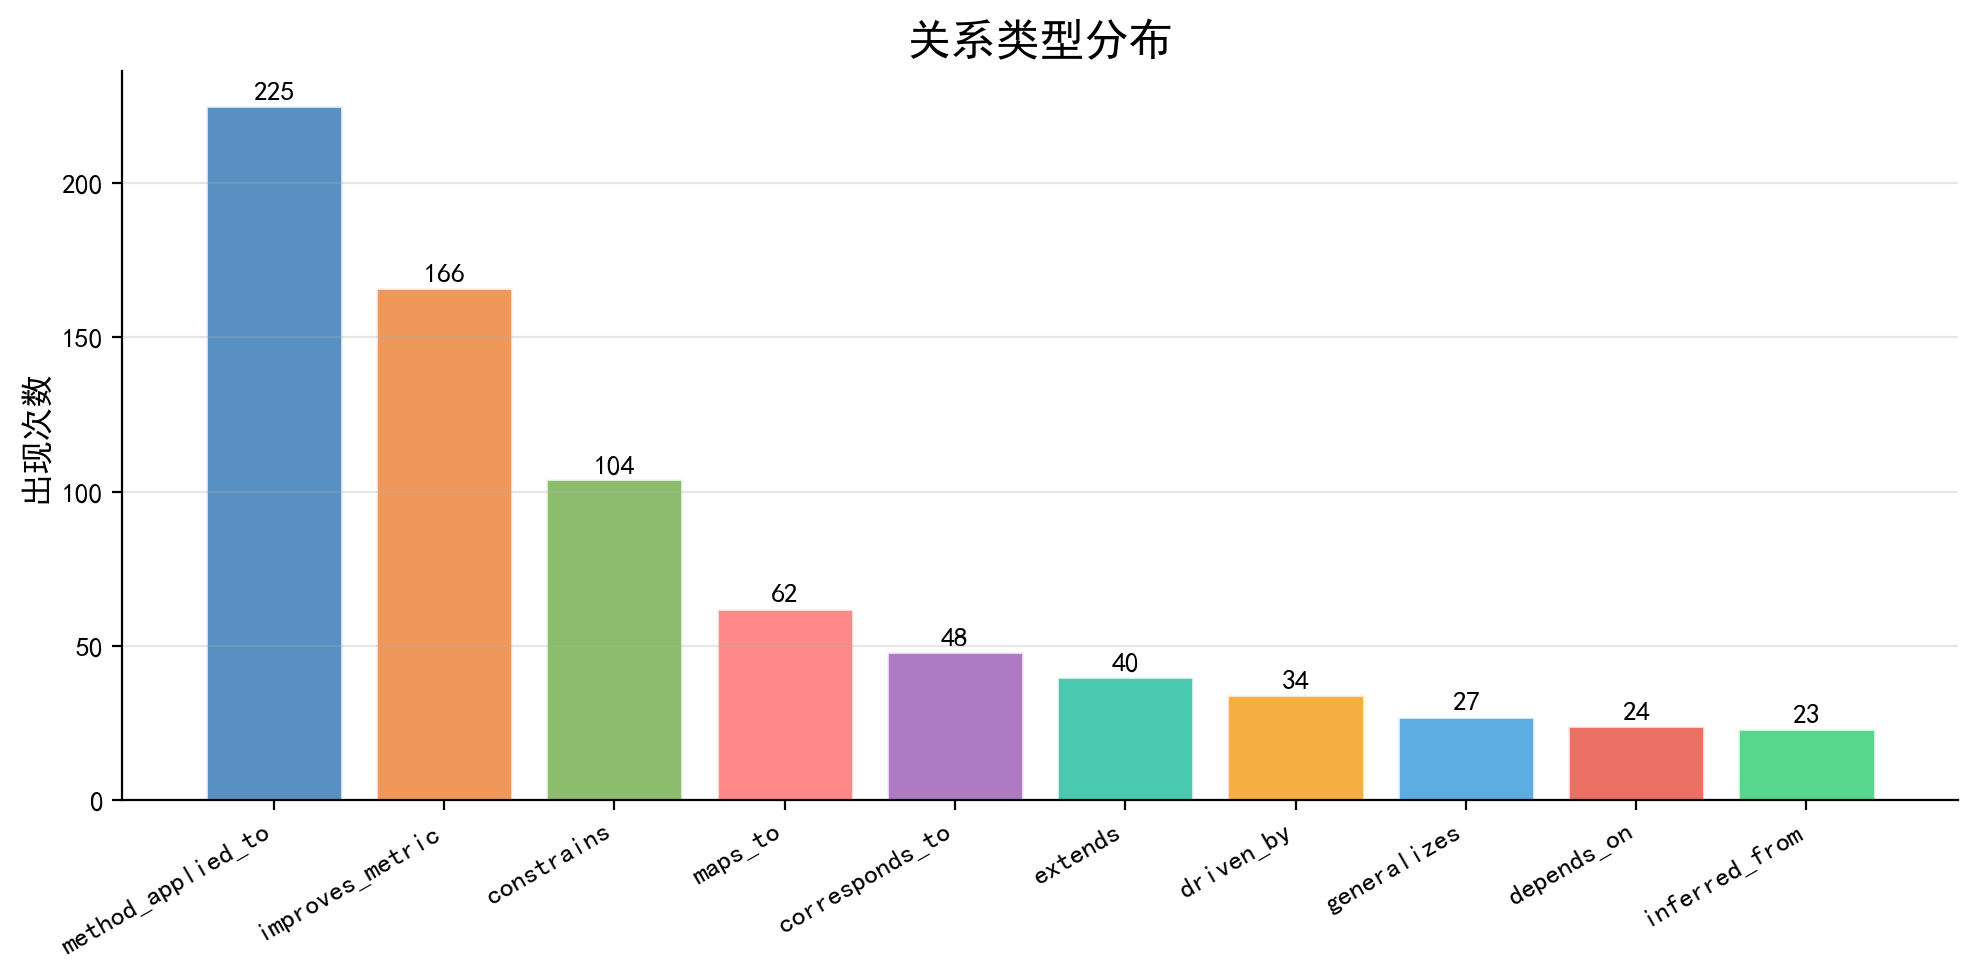 关系类型分布
出现次数
200
150
100
50
0
225
166
104
62
48
40
34
27
24
23
method_applied_to
improves_metric
constrains
maps_to
corresponds_to
extends
driven_by
generalizes
depends_on
inferred_from